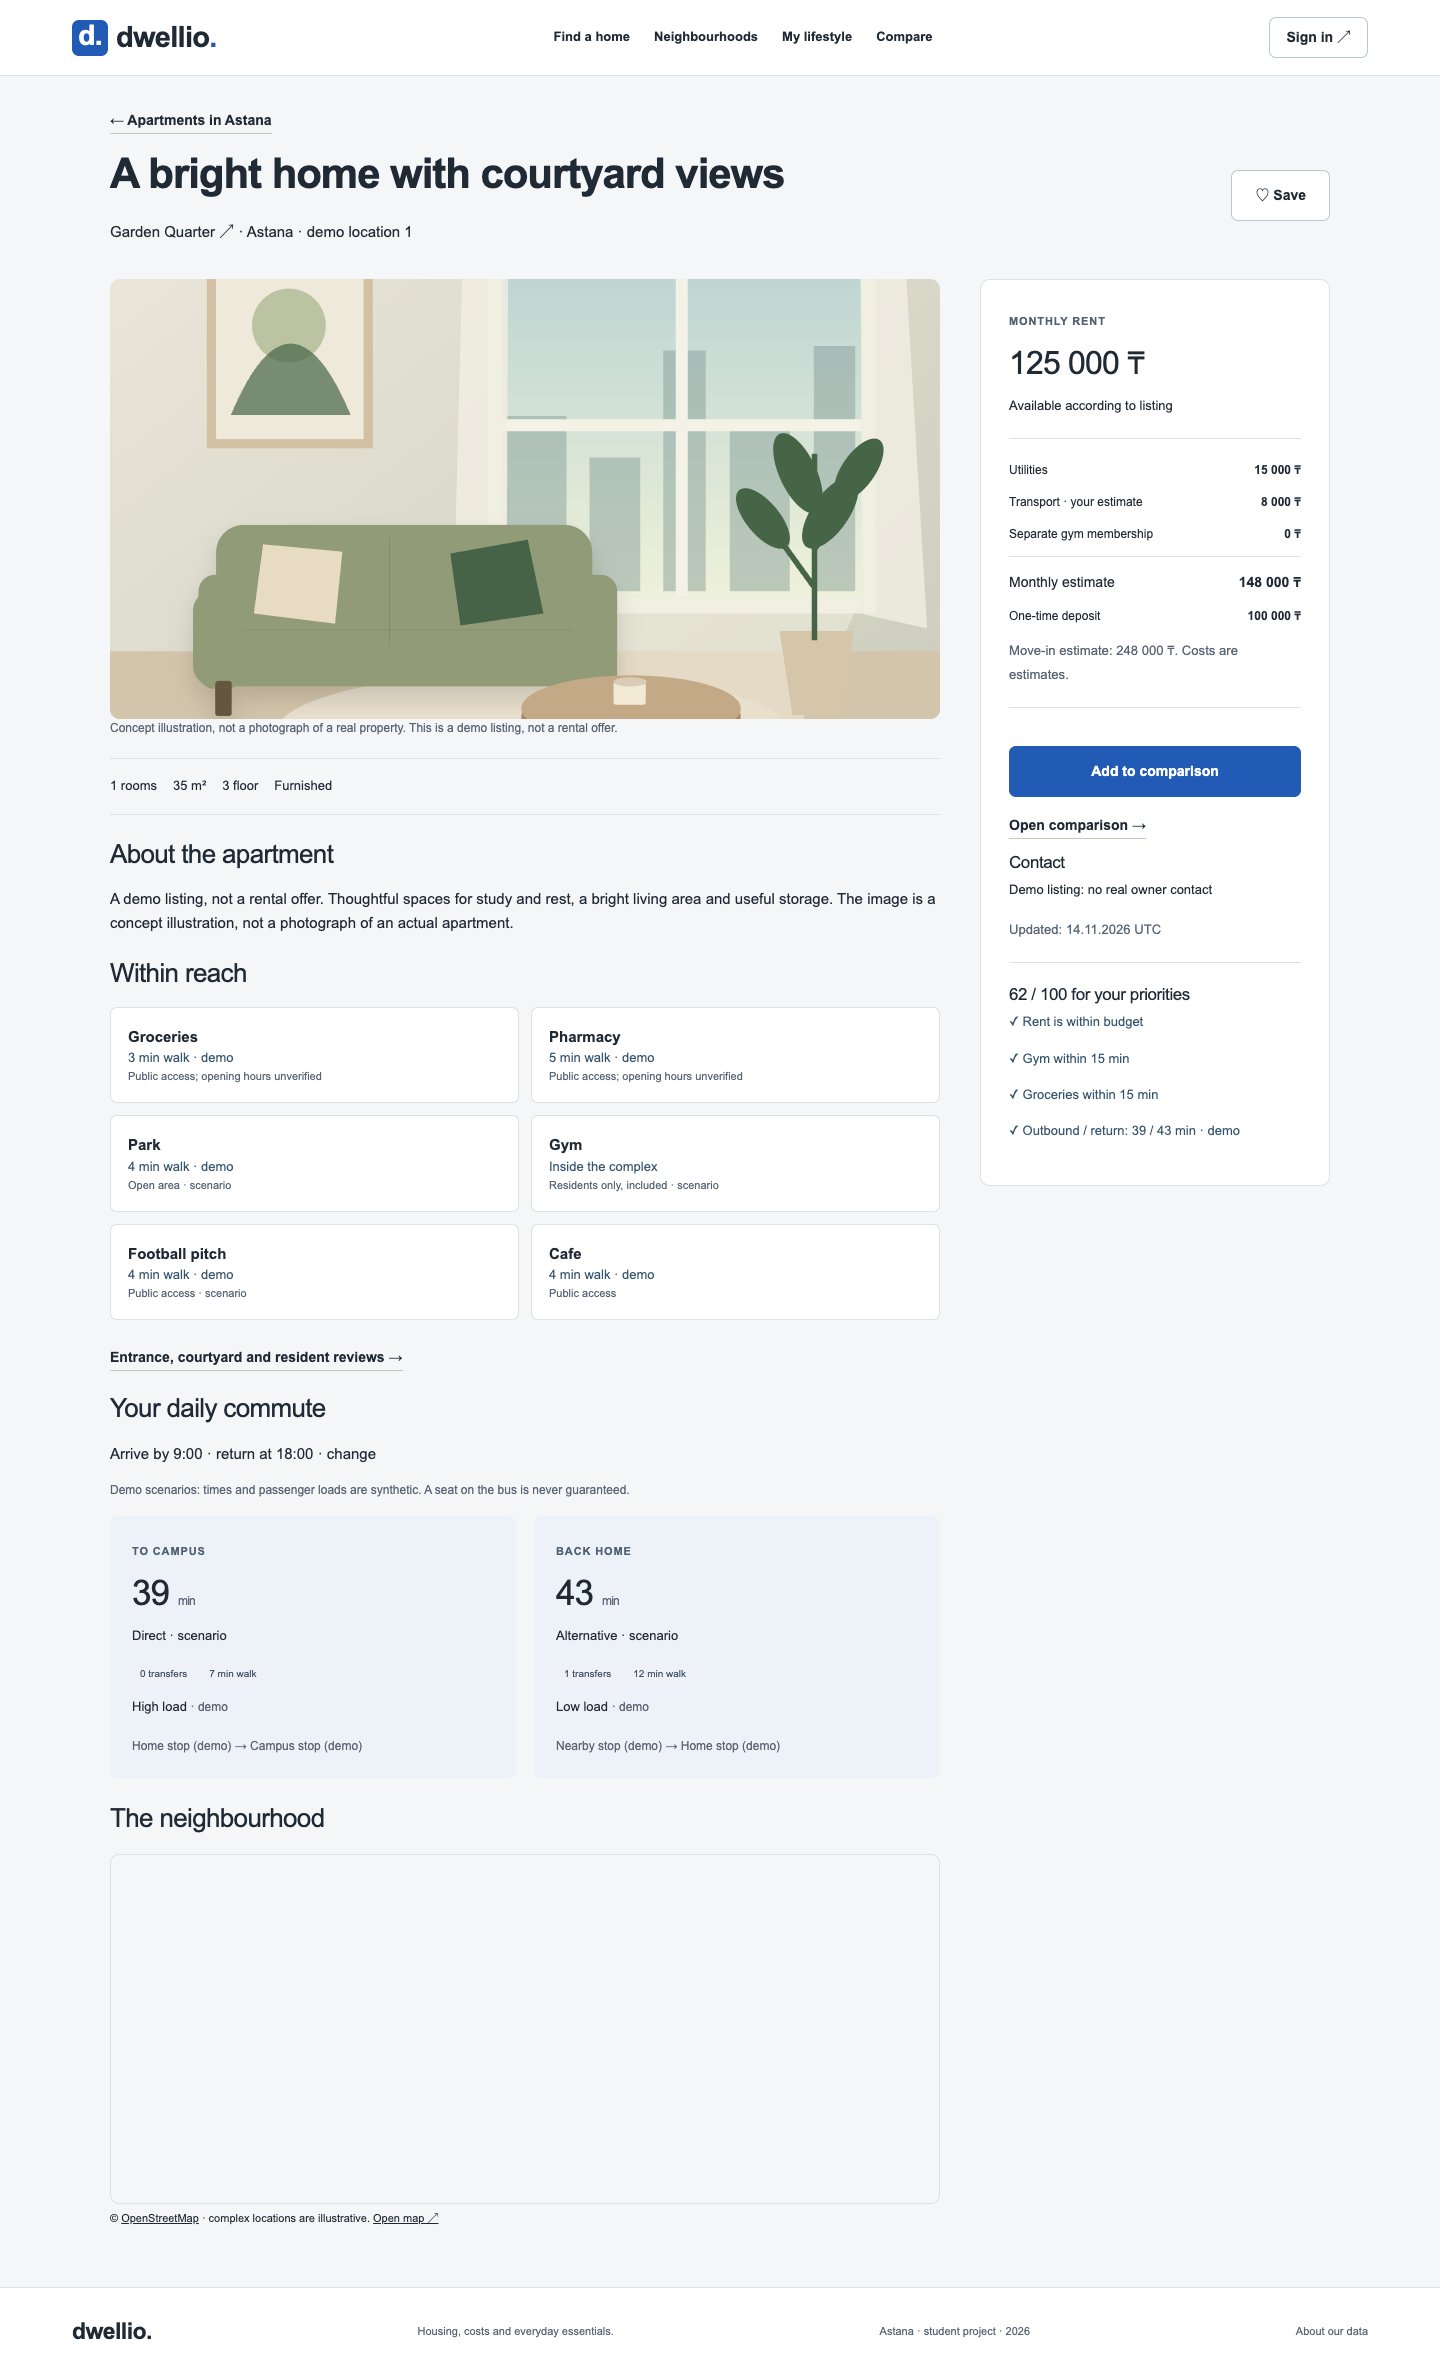 d. dwellio.
Find a home Neighbourhoods My lifestyle Compare
Sign in ↗
← Apartments in Astana
A bright home with courtyard views
Garden Quarter ↗ · Astana · demo location 1
♡ Save
Concept illustration, not a photograph of a real property. This is a demo listing, not a rental offer.
1 rooms 35 m² 3 floor Furnished
About the apartment
A demo listing, not a rental offer. Thoughtful spaces for study and rest, a bright living area and useful storage. The image is a
concept illustration, not a photograph of an actual apartment.
Within reach
Groceries
3 min walk · demo
Public access; opening hours unverified
Pharmacy
5 min walk · demo
Public access; opening hours unverified
Park
4 min walk · demo
Open area · scenario
Gym
Inside the complex
Residents only, included · scenario
Football pitch
4 min walk · demo
Public access · scenario
Cafe
4 min walk · demo
Public access
Entrance, courtyard and resident reviews →
Your daily commute
Arrive by 9:00 · return at 18:00 · change
Demo scenarios: times and passenger loads are synthetic. A seat on the bus is never guaranteed.
TO CAMPUS
39 min
Direct · scenario
0 transfers 7 min walk
High load · demo
Home stop (demo) → Campus stop (demo)
BACK HOME
43 min
Alternative · scenario
1 transfers 12 min walk
Low load · demo
Nearby stop (demo) → Home stop (demo)
The neighbourhood
© OpenStreetMap · complex locations are illustrative. Open map ↗
MONTHLY RENT
125 000 ₸
Available according to listing
Utilities 15 000 ₸
Transport · your estimate 8 000 ₸
Separate gym membership 0 ₸
Monthly estimate 148 000 ₸
One-time deposit 100 000 ₸
Move-in estimate: 248 000 ₸. Costs are
estimates.
Add to comparison
Open comparison →
Contact
Demo listing: no real owner contact
Updated: 14.11.2026 UTC
62 / 100 for your priorities
✓ Rent is within budget
✓ Gym within 15 min
✓ Groceries within 15 min
✓ Outbound / return: 39 / 43 min · demo
dwellio.
Housing, costs and everyday essentials.
Astana · student project · 2026
About our data